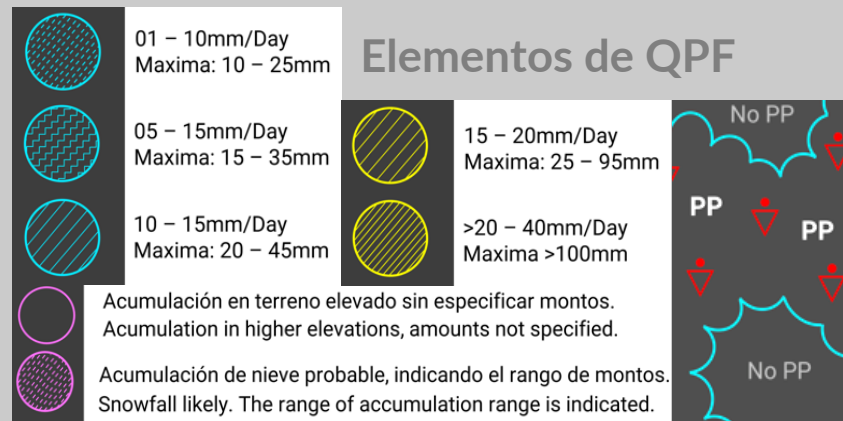 Elementos de QPF
01 – 10mm/Day
Maxima: 10 – 25mm
05 – 15mm/Day
Maxima: 15 – 35mm
10 – 15mm/Day
Maxima: 20 – 45mm
15 – 20mm/Day
Maxima: 25 – 95mm
>20 – 40mm/Day
Maxima >100mm
No PP
PP
PP
No PP
Acumulación en terreno elevado sin especificar montos.
Acumulation in higher elevations, amounts not specified.
Acumulación de nieve probable, indicando el rango de montos.
Snowfall likely. The range of accumulation range is indicated.